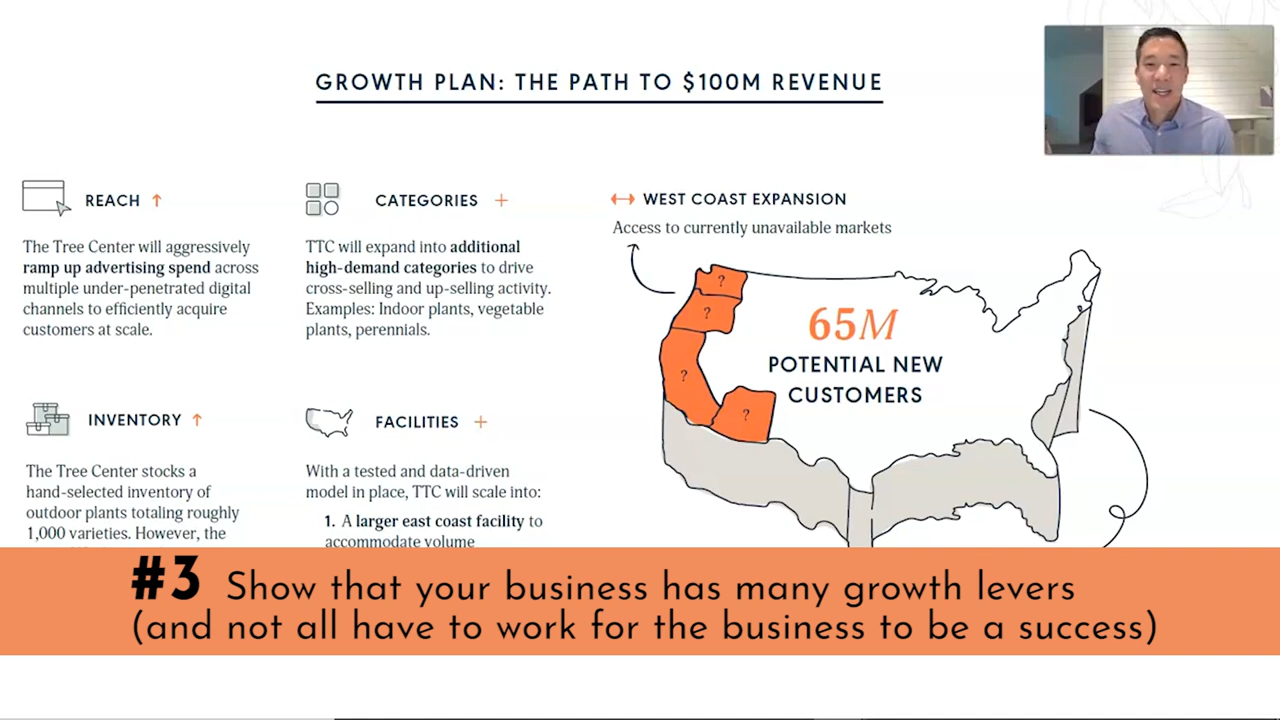 GROWTH PLAN: THE PATH TO $100M REVENUE
REACH ↑
The Tree Center will aggressively
ramp up advertising spend across
multiple under-penetrated digital
channels to efficiently acquire
customers at scale.
CATEGORIES +
TTC will expand into additional
high-demand categories to drive
cross-selling and up-selling activity.
Examples: Indoor plants, vegetable
plants, perennials.
WEST COAST EXPANSION
Access to currently unavailable markets
?
?
?
?
65M
POTENTIAL NEW
CUSTOMERS
INVENTORY ↑
The Tree Center stocks a
hand-selected inventory of
outdoor plants totaling roughly
1,000 varieties. However, the
FACILITIES +
With a tested and data-driven
model in place, TTC will scale into:
1. A larger east coast facility to
accommodate volume
#3 Show that your business has many growth levers
(and not all have to work for the business to be a success)